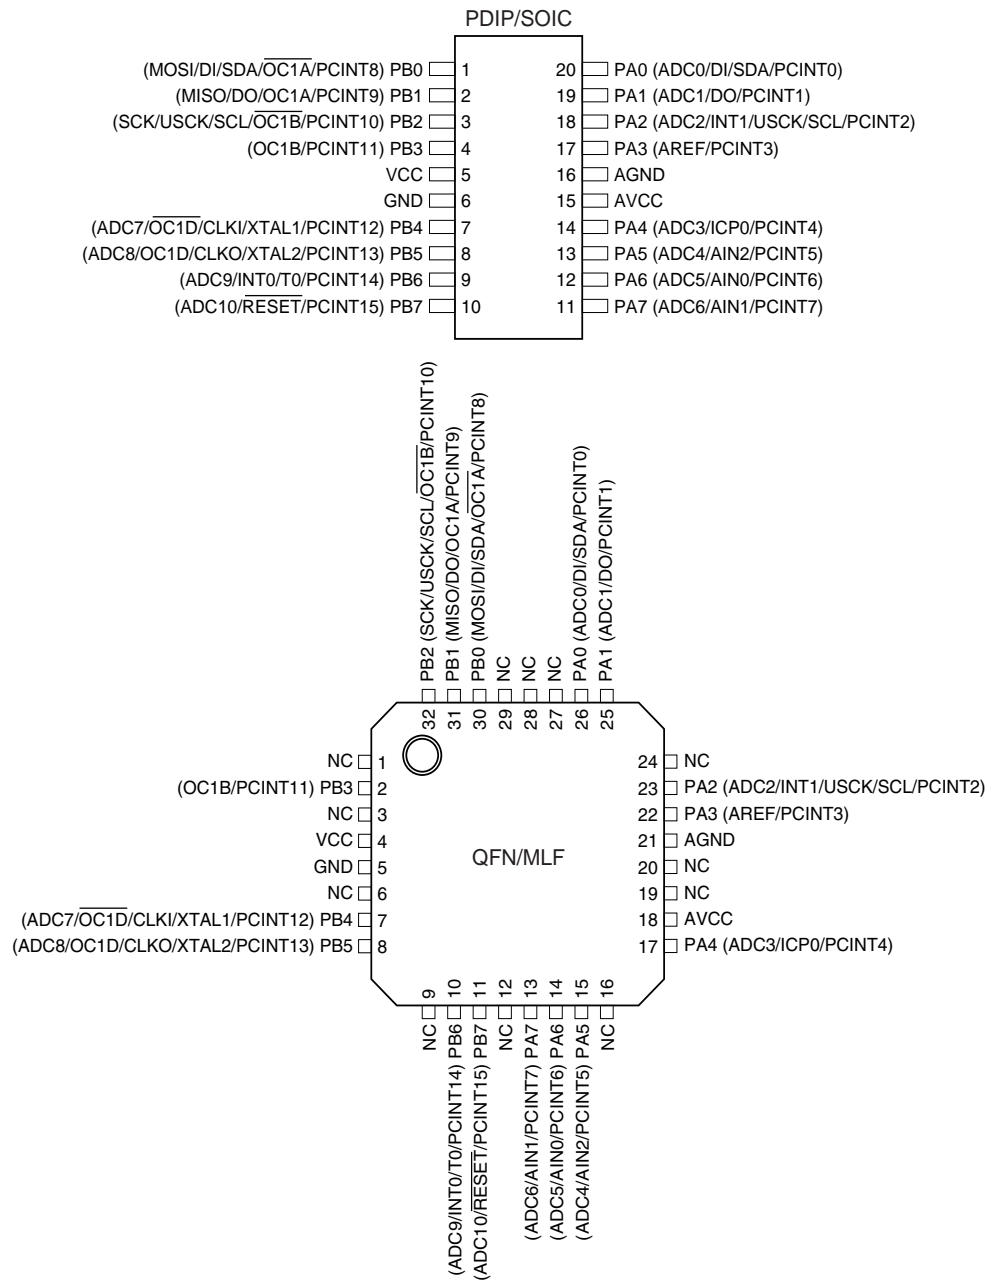 PDIP/SOIC
(MOSI/DI/SDA/OC1A/PCINT8) PB0 1 20 PA0 (ADC0/DI/SDA/PCINT0)
(MISO/DO/OC1A/PCINT9) PB1 2 19 PA1 (ADC1/DO/PCINT1)
(SCK/USCK/SCL/OC1B/PCINT10) PB2 3 18 PA2 (ADC2/INT1/USCK/SCL/PCINT2)
(OC1B/PCINT11) PB3 4 17 PA3 (AREF/PCINT3)
VCC 5 16 AGND
GND 6 15 AVCC
(ADC7/OC1D/CLKI/XTAL1/PCINT12) PB4 7 14 PA4 (ADC3/ICP0/PCINT4)
(ADC8/OC1D/CLKO/XTAL2/PCINT13) PB5 8 13 PA5 (ADC4/AIN2/PCINT5)
(ADC9/INT0/T0/PCINT14) PB6 9 12 PA6 (ADC5/AIN0/PCINT6)
(ADC10/RESET/PCINT15) PB7 10 11 PA7 (ADC6/AIN1/PCINT7)
32 PB2 (SCK/USCK/SCL/OC1B/PCINT10)
31 PB1 (MISO/DO/OC1A/PCINT9)
30 PB0 (MOSI/DI/SDA/OC1A/PCINT8)
29 NC
28 NC
27 NC
26 PA0 (ADC0/DI/SDA/PCINT0)
25 PA1 (ADC1/DO/PCINT1)
NC 1 24 NC
(OC1B/PCINT11) PB3 2 23 PA2 (ADC2/INT1/USCK/SCL/PCINT2)
NC 3 22 PA3 (AREF/PCINT3)
VCC 4 21 AGND
QFN/MLF
GND 5 20 NC
NC 6 19 NC
(ADC7/OC1D/CLKI/XTAL1/PCINT12) PB4 7 18 AVCC
(ADC8/OC1D/CLKO/XTAL2/PCINT13) PB5 8 17 PA4 (ADC3/ICP0/PCINT4)
NC 9
(ADC9/INT0/T0/PCINT14) PB6 10
(ADC10/RESET/PCINT15) PB7 11
NC 12
(ADC6/AIN1/PCINT7) PA7 13
(ADC5/AIN0/PCINT6) PA6 14
(ADC4/AIN2/PCINT5) PA5 15
NC 16